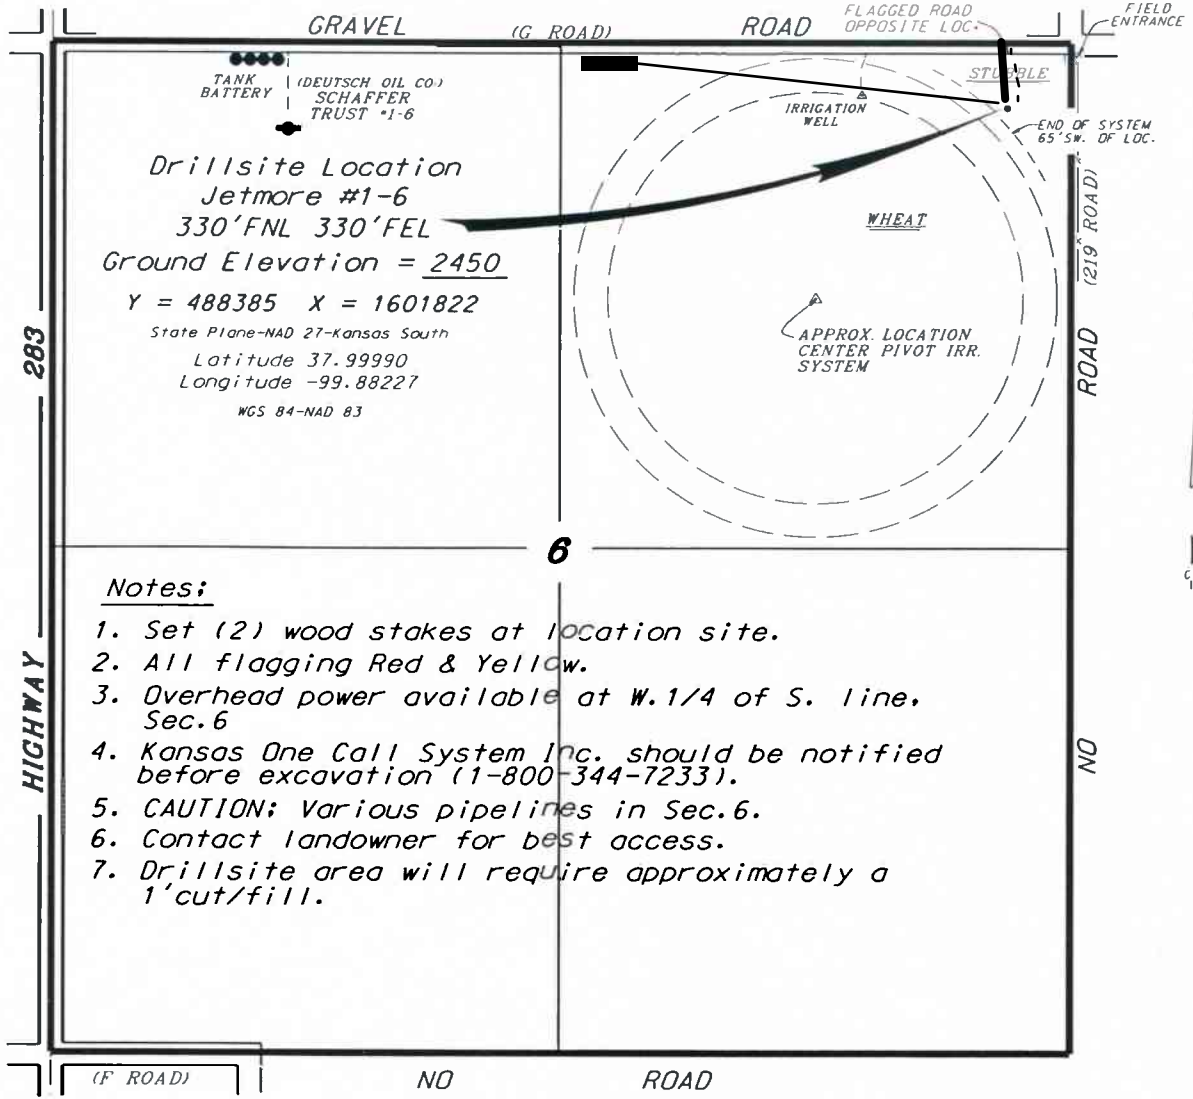 GRAVEL (G ROAD) ROAD
FLAGGED ROAD
OPPOSITE LOC.
FIELD
ENTRANCE
TANK
BATTERY
(DEUTSCH OIL CO.)
SCHAFFER
TRUST #1-6
STUBBLE
IRRIGATION
WELL
END OF SYSTEM
65'SW. OF LOC.
Drillsite Location
Jetmore #1-6
330'FNL 330'FEL
Ground Elevation = 2450
Y = 488385 X = 1601822
State Plane-NAD 27-Kansas South
Latitude 37.99990
Longitude -99.88227
WGS 84-NAD 83
WHEAT
APPROX. LOCATION
CENTER PIVOT IRR.
SYSTEM
HIGHWAY 283
NO ROAD (219 ROAD)
6
Notes:
1. Set (2) wood stakes at location site.
2. All flagging Red & Yellow.
3. Overhead power available at W. 1/4 of S. line,
Sec.6
4. Kansas One Call System Inc. should be notified
before excavation (1-800-344-7233).
5. CAUTION: Various pipelines in Sec.6.
6. Contact landowner for best access.
7. Drillsite area will require approximately a
1'cut/fill.
(F ROAD) NO ROAD